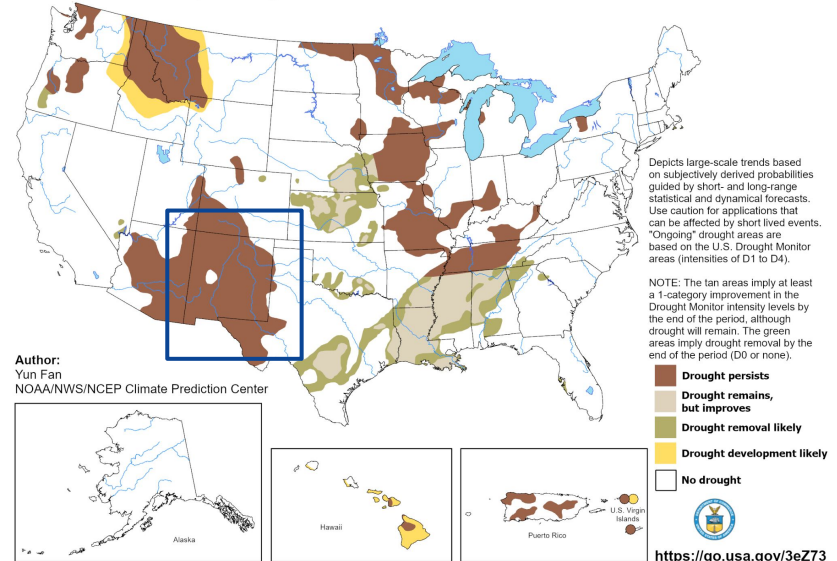 Depicts large-scale trends based
on subjectively derived probabilities
guided by short- and long-range
statistical and dynamical forecasts.
Use caution for applications that
can be affected by short lived events.
"Ongoing" drought areas are
based on the U.S. Drought Monitor
areas (intensities of D1 to D4).
NOTE: The tan areas imply at least
a 1-category improvement in the
Drought Monitor intensity levels by
the end of the period, although
drought will remain. The green
areas imply drought removal by the
end of the period (D0 or none).
Author:
Yun Fan
NOAA/NWS/NCEP Climate Prediction Center
Drought persists
Drought remains,
but improves
Drought removal likely
Drought development likely
No drought
Alaska
Hawaii
Puerto Rico
U.S. Virgin
Islands
https://go.usa.gov/3eZ73